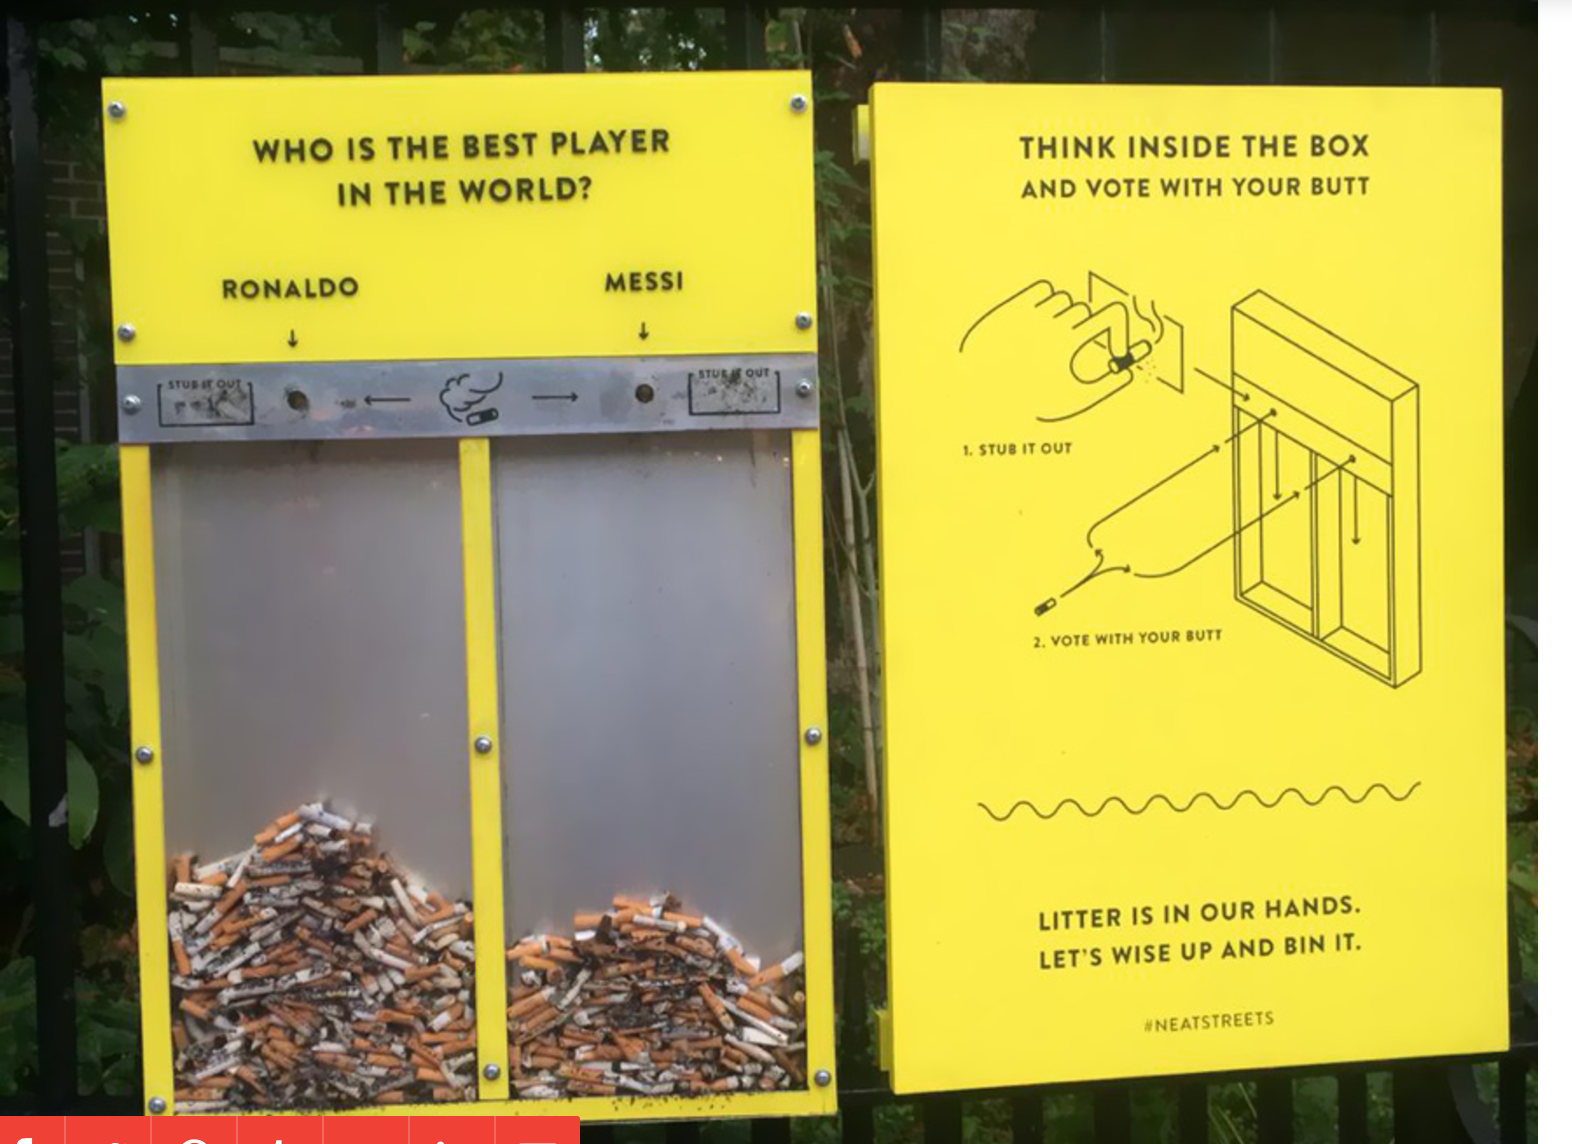 WHO IS THE BEST PLAYER
IN THE WORLD?
RONALDO
MESSI
STUB IT OUT
STUB IT OUT
THINK INSIDE THE BOX
AND VOTE WITH YOUR BUTT
1. STUB IT OUT
2. VOTE WITH YOUR BUTT
LITTER IS IN OUR HANDS.
LET'S WISE UP AND BIN IT.
#NEATSTREETS